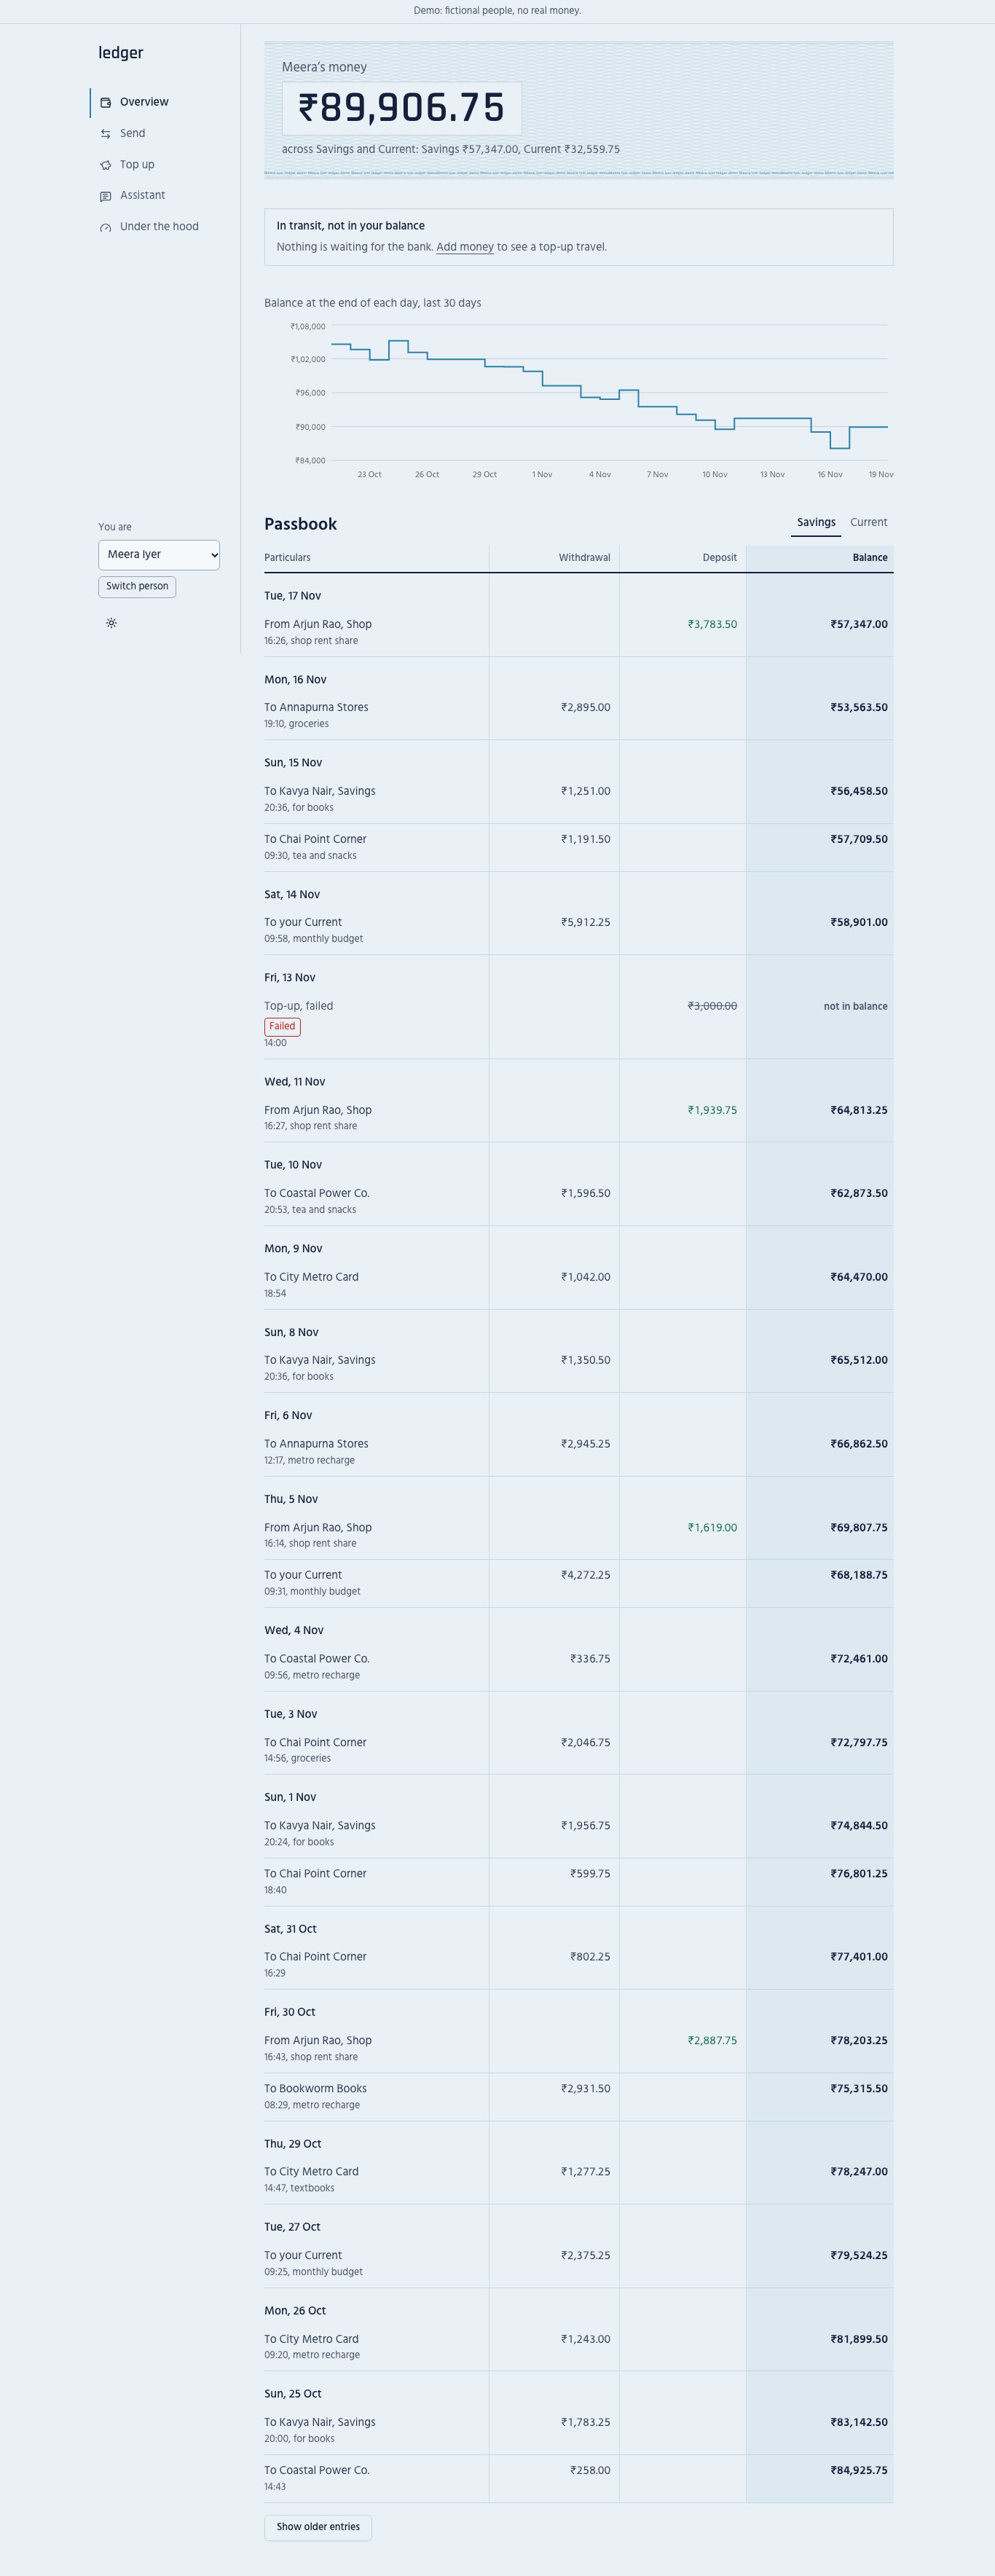 Demo: fictional people, no real money.
ledger
Overview
Send
Top up
Assistant
Under the hood
You are
Meera Iyer
Switch person
Meera's money
₹89,906.75
across Savings and Current: Savings ₹57,347.00, Current ₹32,559.75
In transit, not in your balance
Nothing is waiting for the bank. Add money to see a top-up travel.
Balance at the end of each day, last 30 days
₹1,08,000
₹1,02,000
₹96,000
₹90,000
₹84,000
23 Oct 26 Oct 29 Oct 1 Nov 4 Nov 7 Nov 10 Nov 13 Nov 16 Nov 19 Nov
Passbook Savings Current
Particulars Withdrawal Deposit Balance
Tue, 17 Nov
From Arjun Rao, Shop ₹3,783.50 ₹57,347.00
16:26, shop rent share
Mon, 16 Nov
To Annapurna Stores ₹2,895.00 ₹53,563.50
19:10, groceries
Sun, 15 Nov
To Kavya Nair, Savings ₹1,251.00 ₹56,458.50
20:36, for books
To Chai Point Corner ₹1,191.50 ₹57,709.50
09:30, tea and snacks
Sat, 14 Nov
To your Current ₹5,912.25 ₹58,901.00
09:58, monthly budget
Fri, 13 Nov
Top-up, failed ₹3,000.00 not in balance
Failed
14:00
Wed, 11 Nov
From Arjun Rao, Shop ₹1,939.75 ₹64,813.25
16:27, shop rent share
Tue, 10 Nov
To Coastal Power Co. ₹1,596.50 ₹62,873.50
20:53, tea and snacks
Mon, 9 Nov
To City Metro Card ₹1,042.00 ₹64,470.00
18:54
Sun, 8 Nov
To Kavya Nair, Savings ₹1,350.50 ₹65,512.00
20:36, for books
Fri, 6 Nov
To Annapurna Stores ₹2,945.25 ₹66,862.50
12:17, metro recharge
Thu, 5 Nov
From Arjun Rao, Shop ₹1,619.00 ₹69,807.75
16:14, shop rent share
To your Current ₹4,272.25 ₹68,188.75
09:31, monthly budget
Wed, 4 Nov
To Coastal Power Co. ₹336.75 ₹72,461.00
09:56, metro recharge
Tue, 3 Nov
To Chai Point Corner ₹2,046.75 ₹72,797.75
14:56, groceries
Sun, 1 Nov
To Kavya Nair, Savings ₹1,956.75 ₹74,844.50
20:24, for books
To Chai Point Corner ₹599.75 ₹76,801.25
18:40
Sat, 31 Oct
To Chai Point Corner ₹802.25 ₹77,401.00
16:29
Fri, 30 Oct
From Arjun Rao, Shop ₹2,887.75 ₹78,203.25
16:43, shop rent share
To Bookworm Books ₹2,931.50 ₹75,315.50
08:29, metro recharge
Thu, 29 Oct
To City Metro Card ₹1,277.25 ₹78,247.00
14:47, textbooks
Tue, 27 Oct
To your Current ₹2,375.25 ₹79,524.25
09:25, monthly budget
Mon, 26 Oct
To City Metro Card ₹1,243.00 ₹81,899.50
09:20, metro recharge
Sun, 25 Oct
To Kavya Nair, Savings ₹1,783.25 ₹83,142.50
20:00, for books
To Coastal Power Co. ₹258.00 ₹84,925.75
14:43
Show older entries